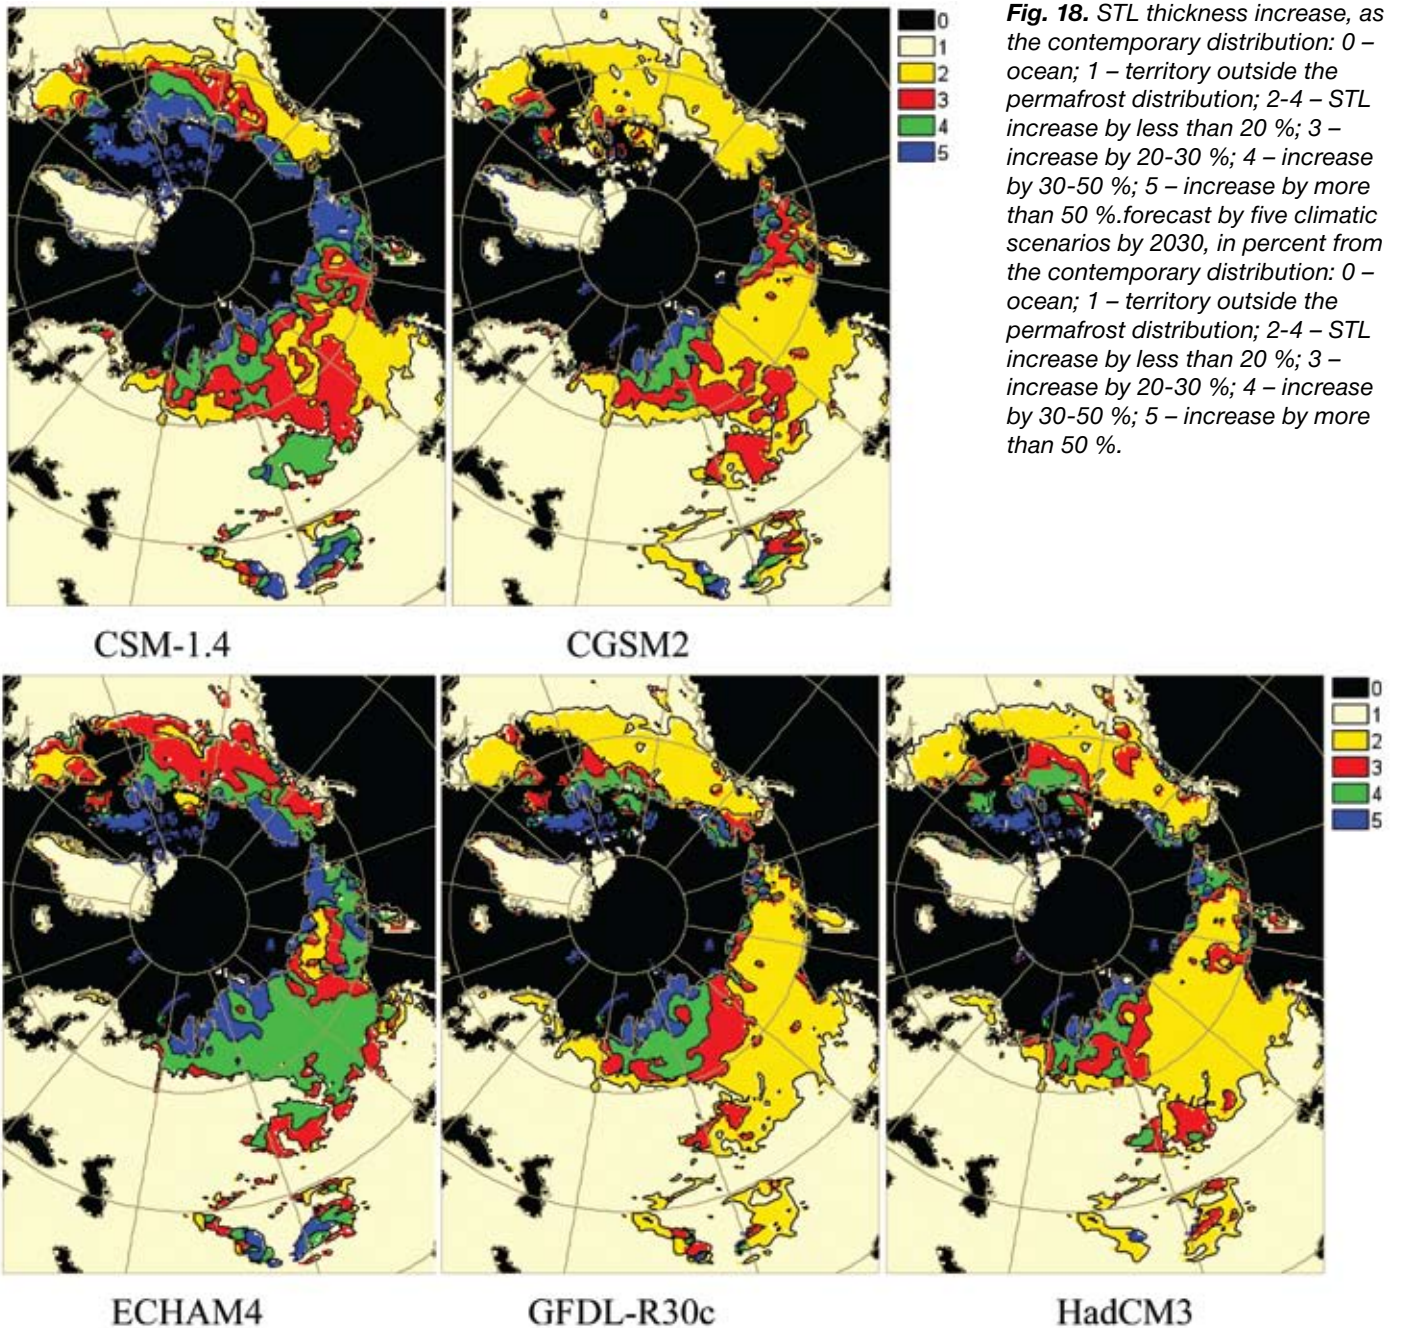 0
1
2
3
4
5
Fig. 18. STL thickness increase, as
the contemporary distribution: 0 –
ocean; 1 – territory outside the
permafrost distribution; 2-4 – STL
increase by less than 20 %; 3 –
increase by 20-30 %; 4 – increase
by 30-50 %; 5 – increase by more
than 50 %.forecast by five climatic
scenarios by 2030, in percent from
the contemporary distribution: 0 –
ocean; 1 – territory outside the
permafrost distribution; 2-4 – STL
increase by less than 20 %; 3 –
increase by 20-30 %; 4 – increase
by 30-50 %; 5 – increase by more
than 50 %.
CSM-1.4
CGSM2
0
1
2
3
4
5
ECHAM4
GFDL-R30c
HadCM3